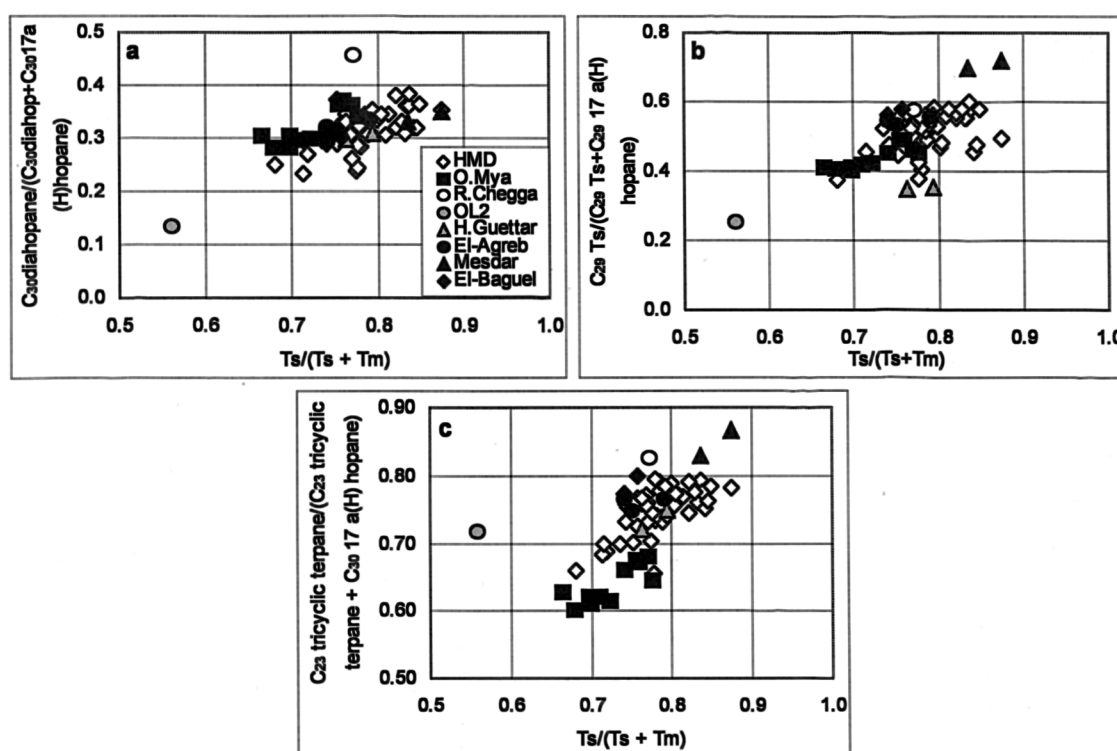 C30diahopane/(C30diahop+C3017a
(H)hopane)
a
0.5
0.4
0.3
0.2
0.1
0.0
0.5 0.6 0.7 0.8 0.9 1.0
Ts/(Ts + Tm)
HMD
O.Mya
R.Chegga
OL2
H.Guettar
El-Agreb
Mesdar
El-Baguel
C29 Ts/(C29 Ts+C29 17 a(H)
hopane)
b
0.8
0.6
0.4
0.2
0.0
0.5 0.6 0.7 0.8 0.9 1.0
Ts/(Ts+Tm)
C23 tricyclic terpane/(C23 tricyclic
terpane + C30 17 a(H) hopane)
c
0.90
0.80
0.70
0.60
0.50
0.5 0.6 0.7 0.8 0.9 1.0
Ts/(Ts + Tm)